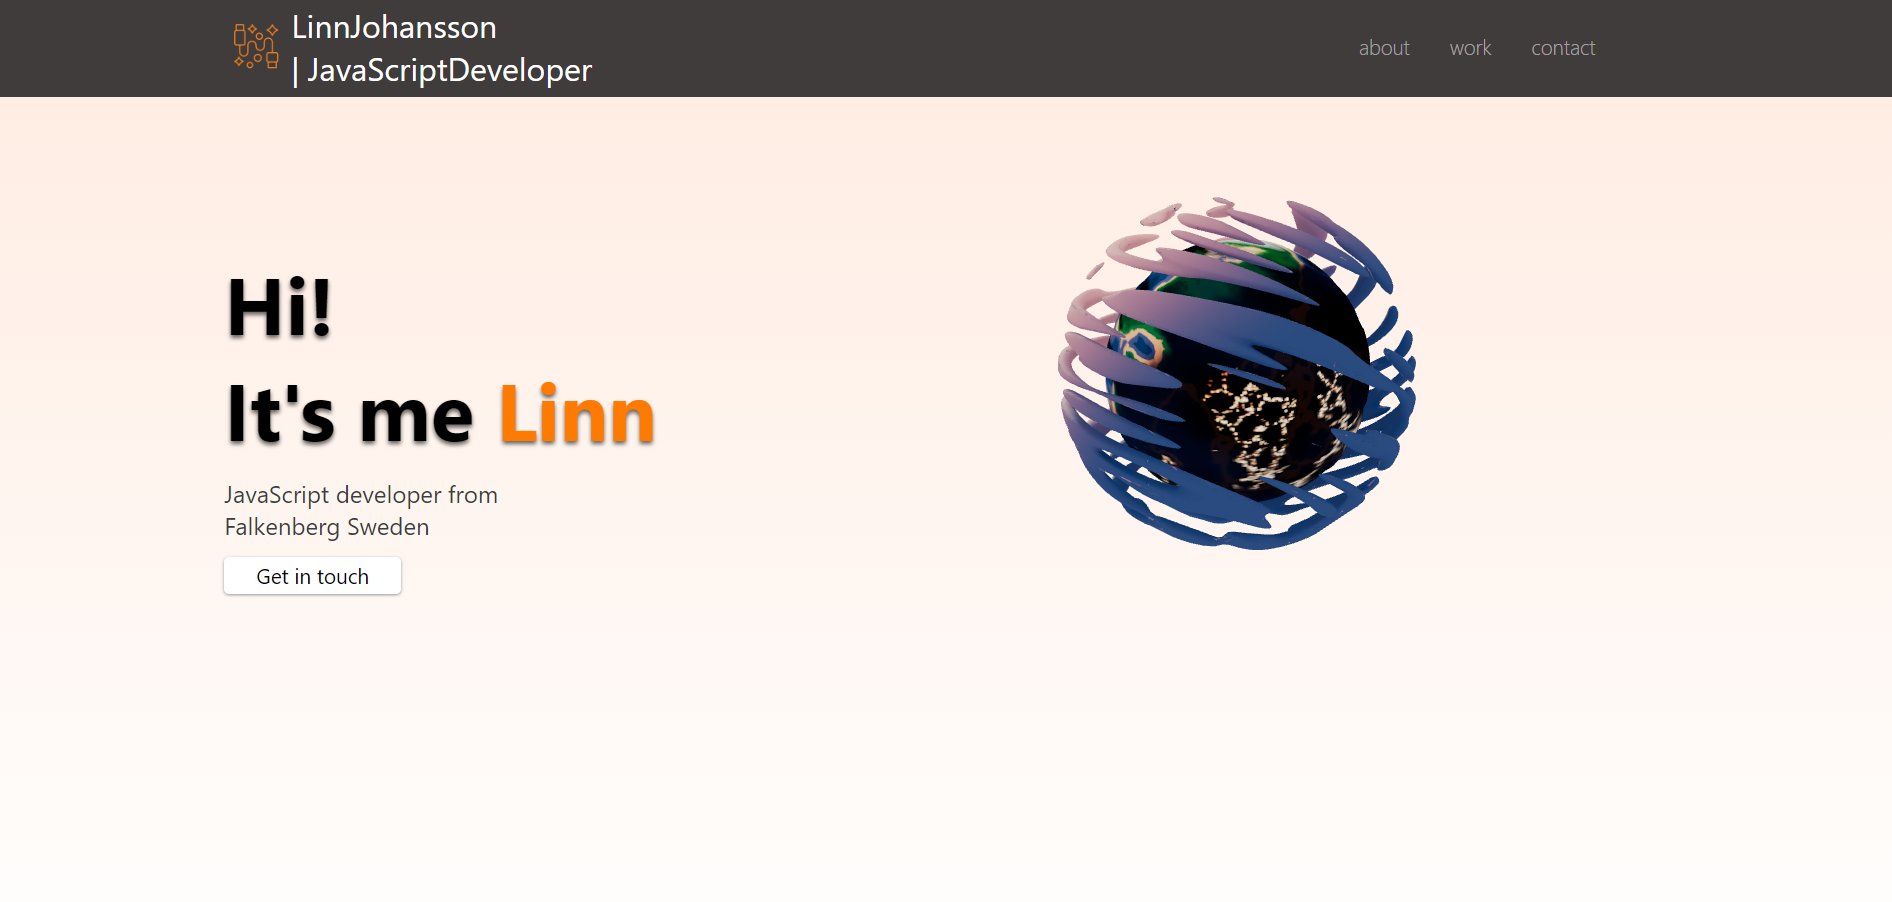 LinnJohansson
| JavaScriptDeveloper
about work contact
Hi!
It's me Linn
JavaScript developer from
Falkenberg Sweden
Get in touch